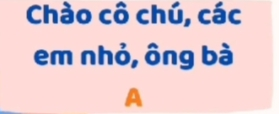 Chào cô chú, các
em nhỏ, ông bà
A